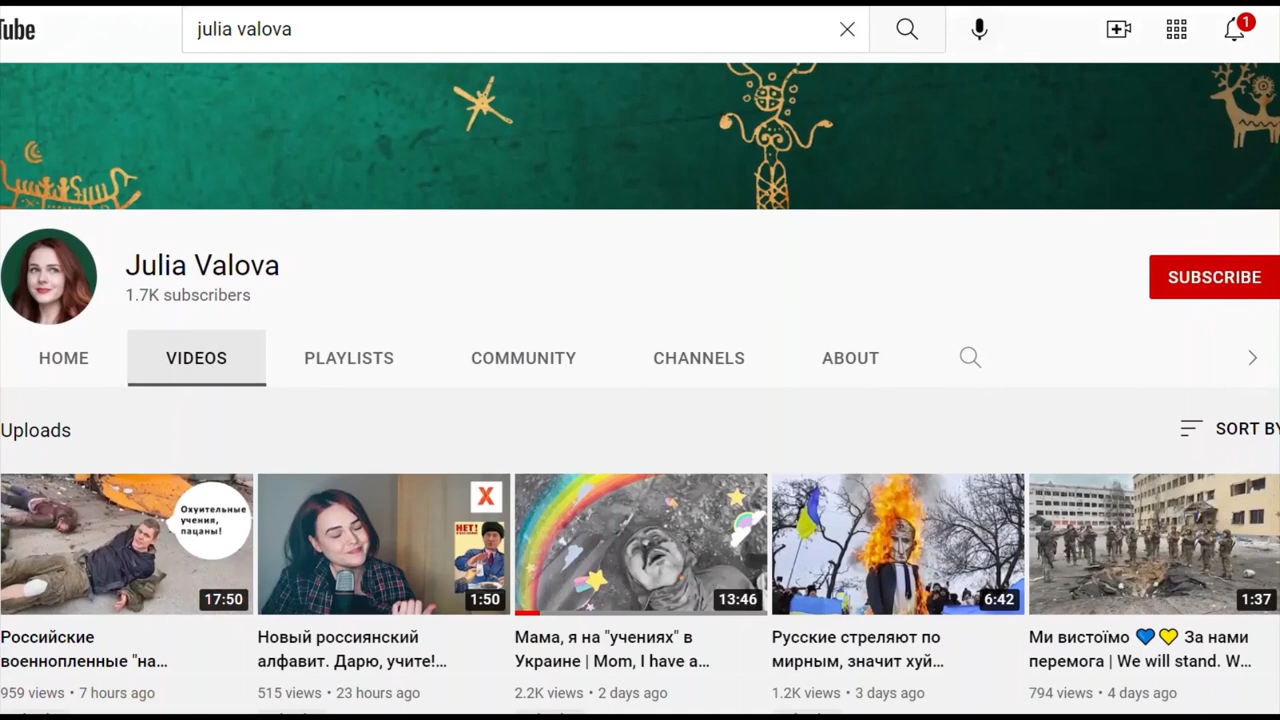 Tube
julia valova
1
Julia Valova
1.7K subscribers
SUBSCRIBE
HOME
VIDEOS
PLAYLISTS
COMMUNITY
CHANNELS
ABOUT
Uploads
SORT BY
Охуительные
учения,
пацаны!
17:50
X
НЕТ!
1:50
13:46
6:42
1:37
Российские
военнопленные "на...
959 views • 7 hours ago
Новый россиянский
алфавит. Дарю, учите!...
515 views • 23 hours ago
Мама, я на "учениях" в
Украине | Mom, I have a...
2.2K views • 2 days ago
Русские стреляют по
мирным, значит хуй...
1.2K views • 3 days ago
Ми вистоїмо 💙💛 За нами
перемога | We will stand. W...
794 views • 4 days ago